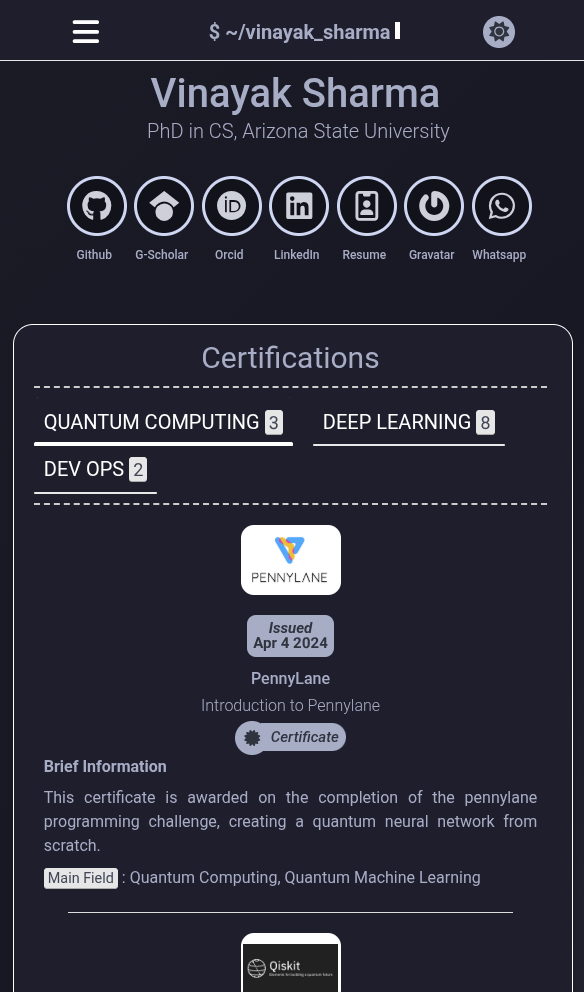 $ ~/vinayak_sharma
Vinayak Sharma
PhD in CS, Arizona State University
iD
in
Github
G-Scholar
Orcid
LinkedIn
Resume
Gravatar
Whatsapp
Certifications
QUANTUM COMPUTING 3
DEEP LEARNING 8
DEV OPS 2
PENNYLANE
Issued
Apr 4 2024
PennyLane
Introduction to Pennylane
Certificate
Brief Information
This certificate is awarded on the completion of the pennylane
programming challenge, creating a quantum neural network from
scratch.
Main Field : Quantum Computing, Quantum Machine Learning
Qiskit